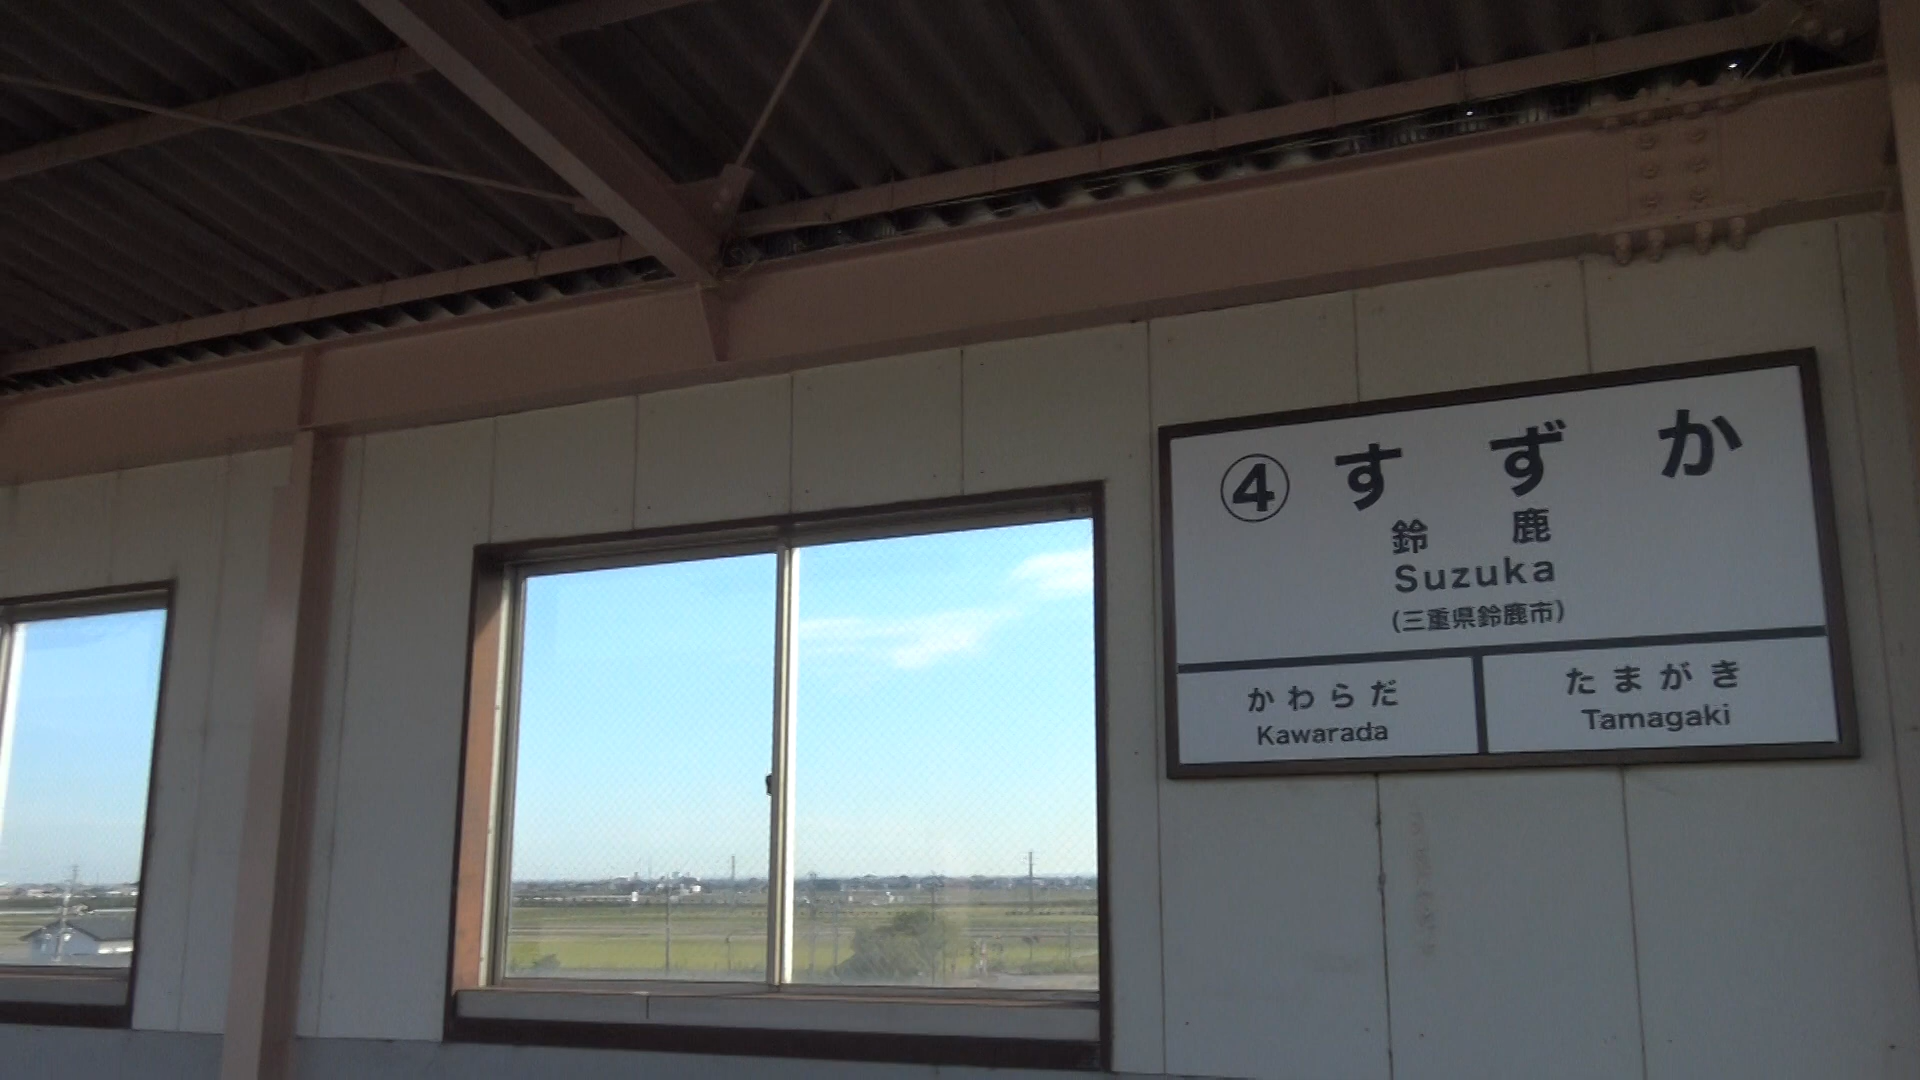 ④ すずか
鈴鹿
Suzuka
(三重県鈴鹿市)
かわらだ
Kawarada
たまがき
Tamagaki